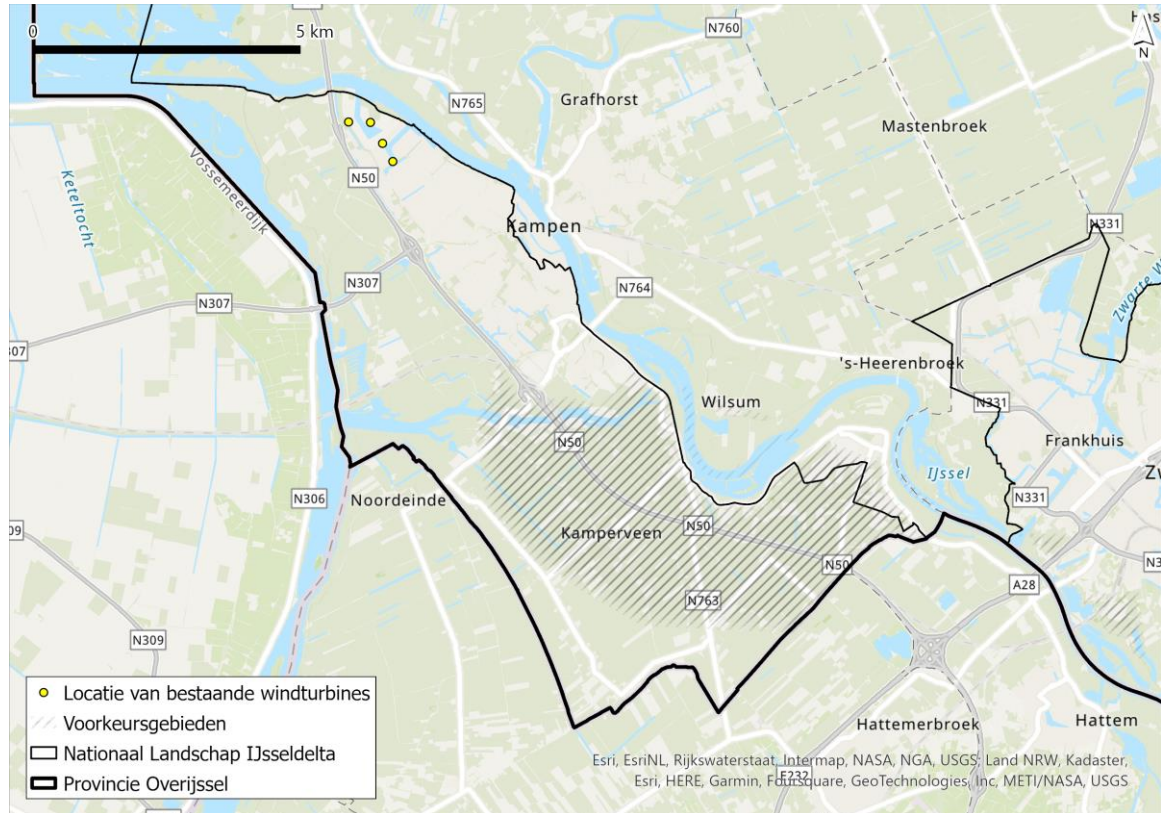 0
5 km
N760
N
N765
Grafhorst
Mastenbroek
Vossemeerdijk
Keteltocht
N50
Kampen
N331
N307
N764
N307
's-Heerenbroek
Wilsum
N331
Frankhuis
N50
IJssel
N306
Noordeinde
N331
N50
Kamperveen
N50
A28
N763
N309
Hattemerbroek
Hattem
Locatie van bestaande windturbines
Voorkeursgebieden
Nationaal Landschap IJsseldelta
Provincie Overijssel
Esri, EsriNL, Rijkswaterstaat, Intermap, NASA, NGA, USGS; Land NRW, Kadaster,
Esri, HERE, Garmin, Foursquare, GeoTechnologies, Inc, METI/NASA, USGS
E232